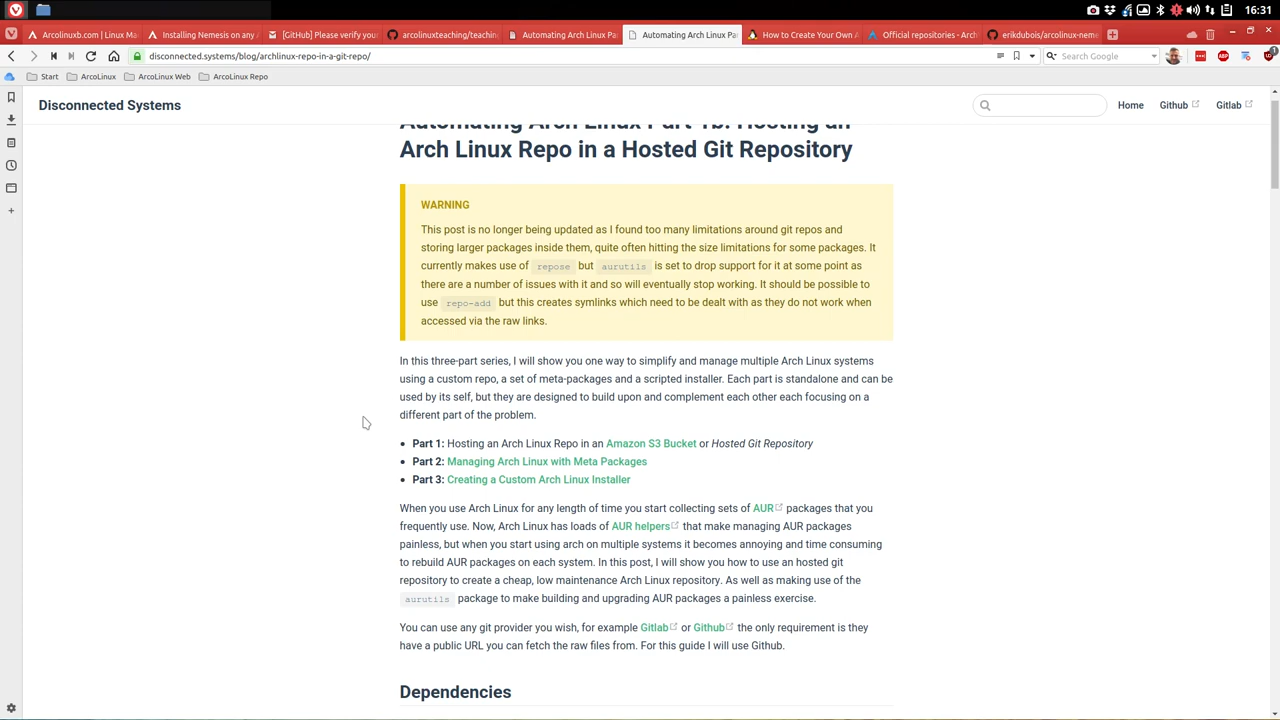 16:31
Arcolinuxb.com | Linux Ma
Installing Nemesis on any A
[GitHub] Please verify your
arcolinuxteaching/teachin
Automating Arch Linux Pa
Automating Arch Linux Pa
How to Create Your Own A
Official repositories - Arch
erikdubois/arcolinux-neme
disconnected.systems/blog/archlinux-repo-in-a-git-repo/
Search Google
Start
ArcoLinux
ArcoLinux Web
ArcoLinux Repo
Disconnected Systems
Home
Github
Gitlab
Automating Arch Linux Part 1b: Hosting an
Arch Linux Repo in a Hosted Git Repository
WARNING
This post is no longer being updated as I found too many limitations around git repos and
storing larger packages inside them, quite often hitting the size limitations for some packages. It
currently makes use of repose but aurutils is set to drop support for it at some point as
there are a number of issues with it and so will eventually stop working. It should be possible to
use repo-add but this creates symlinks which need to be dealt with as they do not work when
accessed via the raw links.
In this three-part series, I will show you one way to simplify and manage multiple Arch Linux systems
using a custom repo, a set of meta-packages and a scripted installer. Each part is standalone and can be
used by its self, but they are designed to build upon and complement each other each focusing on a
different part of the problem.
• Part 1: Hosting an Arch Linux Repo in an Amazon S3 Bucket or Hosted Git Repository
• Part 2: Managing Arch Linux with Meta Packages
• Part 3: Creating a Custom Arch Linux Installer
When you use Arch Linux for any length of time you start collecting sets of AUR packages that you
frequently use. Now, Arch Linux has loads of AUR helpers that make managing AUR packages
painless, but when you start using arch on multiple systems it becomes annoying and time consuming
to rebuild AUR packages on each system. In this post, I will show you how to use an hosted git
repository to create a cheap, low maintenance Arch Linux repository. As well as making use of the
aurutils package to make building and upgrading AUR packages a painless exercise.
You can use any git provider you wish, for example Gitlab or Github the only requirement is they
have a public URL you can fetch the raw files from. For this guide I will use Github.
Dependencies